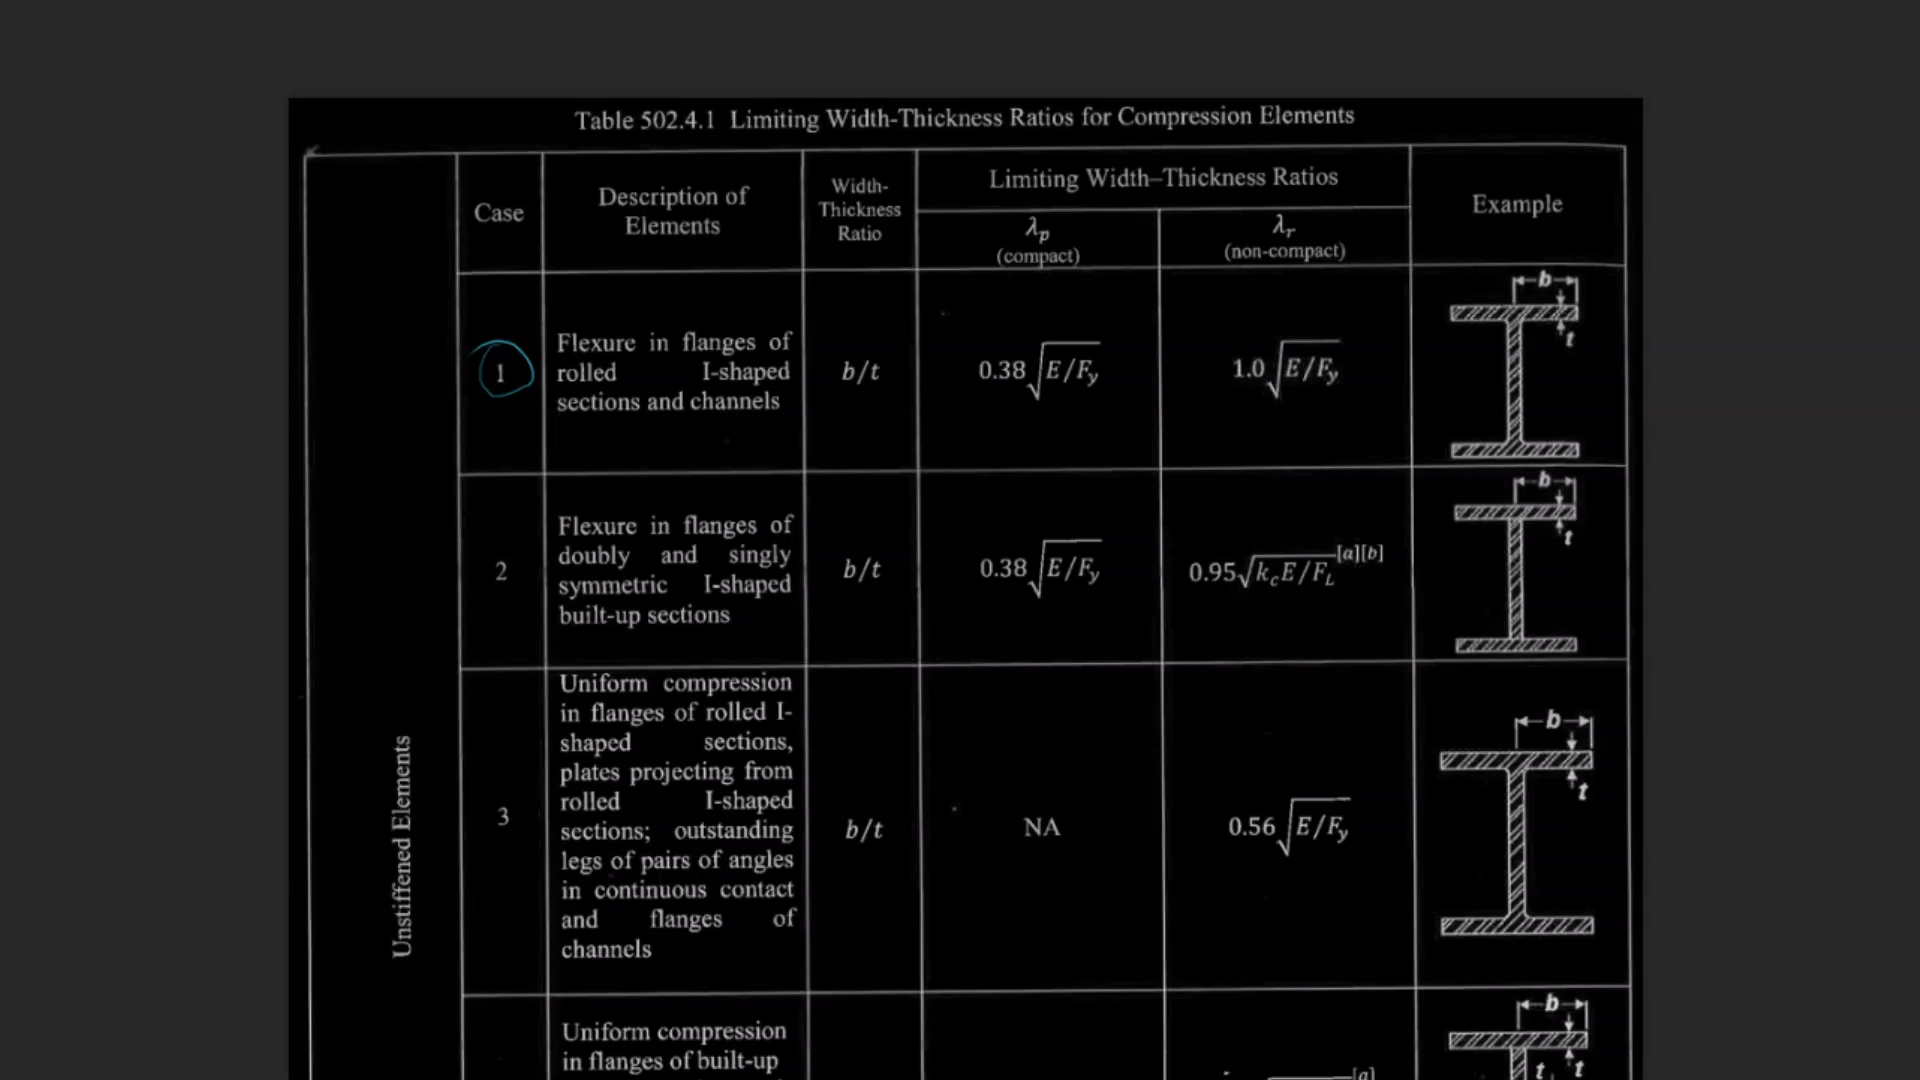 Table 502.4.1 Limiting Width-Thickness Ratios for Compression Elements
Case
Description of
Elements
Width-
Thickness
Ratio
Limiting Width–Thickness Ratios
λp
(compact)
λr
(non-compact)
Example
Unstiffened Elements
1
Flexure in flanges of
rolled I-shaped
sections and channels
b/t
0.38√E/Fy
1.0√E/Fy
b
t
2
Flexure in flanges of
doubly and singly
symmetric I-shaped
built-up sections
b/t
0.38√E/Fy
0.95√kcE/FL [a][b]
b
t
3
Uniform compression
in flanges of rolled I-
shaped sections,
plates projecting from
rolled I-shaped
sections; outstanding
legs of pairs of angles
in continuous contact
and flanges of
channels
b/t
NA
0.56√E/Fy
b
t
Uniform compression
in flanges of built-up
[a]
b
t
t